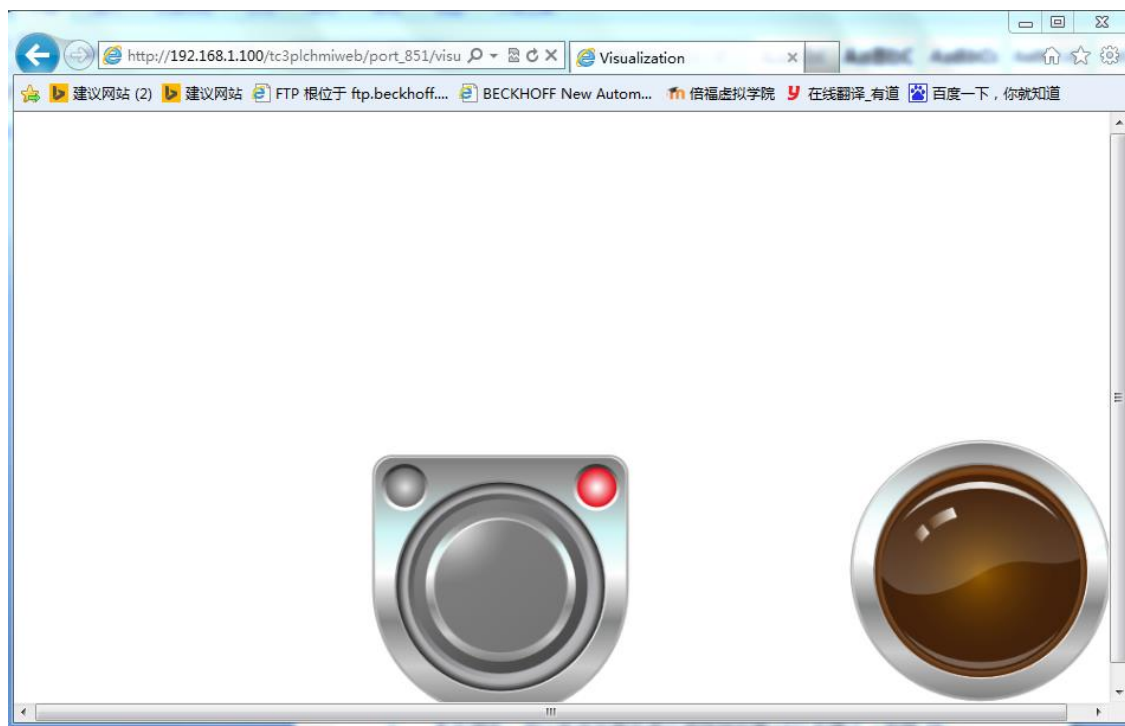 http://192.168.1.100/tc3plchmiweb/port_851/visu
Visualization
建议网站 (2) 建议网站 FTP 根位于 ftp.beckhoff.... BECKHOFF New Autom... 倍福虚拟学院 在线翻译_有道 百度一下，你就知道